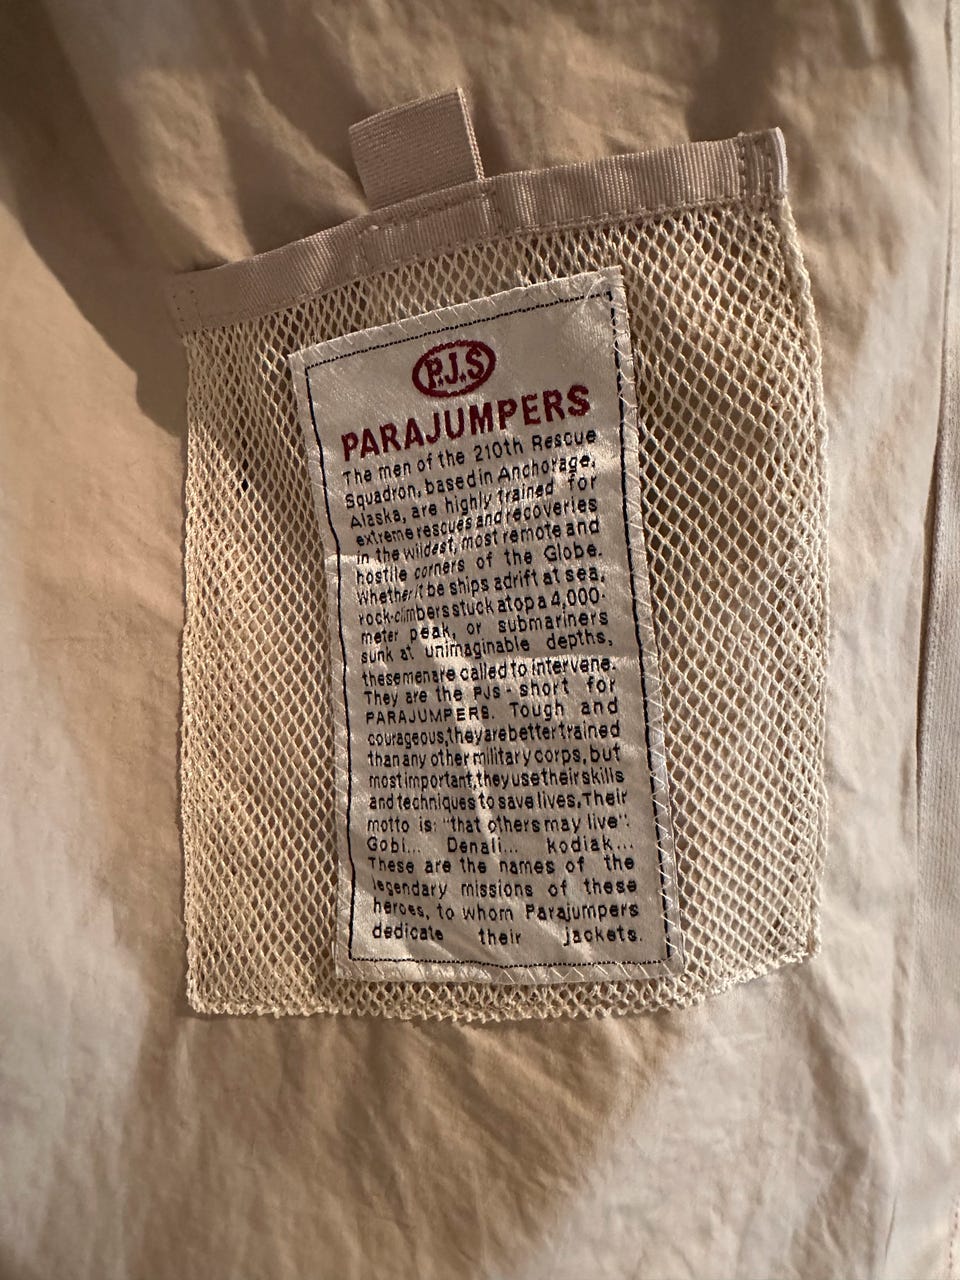 P.J.S
PARAJUMPERS
The men of the 210th Rescue
Squadron, based in Anchorage,
Alaska, are highly trained for
extreme rescues and recoveries
in the wildest, most remote and
hostile corners of the Globe.
Whether it be ships adrift at sea,
rock-climbers stuck atop a 4,000-
meter peak, or submariners
sunk at unimaginable depths,
these men are called to intervene.
They are the PJs - short for
PARAJUMPERS. Tough and
courageous, they are better trained
than any other military corps, but
most important, they use their skills
and techniques to save lives. Their
motto is: "that others may live".
Gobi... Denali... kodiak...
These are the names of the
legendary missions of these
heroes, to whom Parajumpers
dedicate their jackets.